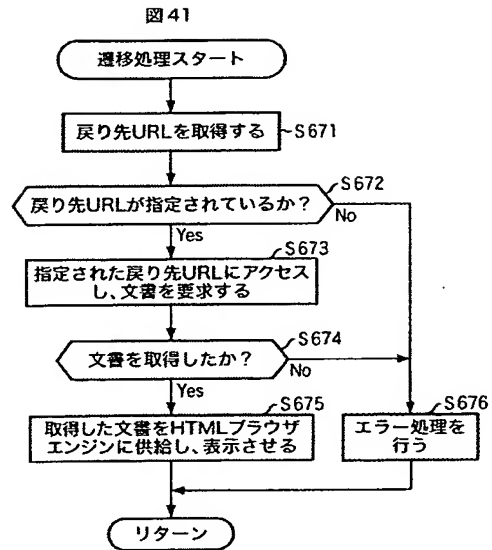 図41
遷移処理スタート
戻り先URLを取得する
S671
S672
戻り先URLが指定されているか?
No
Yes
S673
指定された戻り先URLにアクセス
し、文書を要求する
S674
文書を取得したか?
No
Yes
S675
取得した文書をHTMLブラウザ
エンジンに供給し、表示させる
S676
エラー処理を
行う
リターン